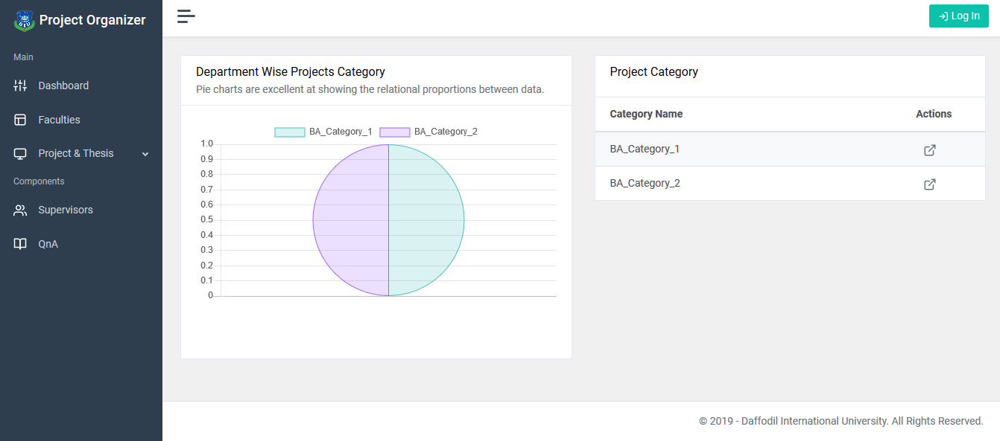 Project Organizer
Log In
Main
Dashboard
Faculties
Project & Thesis
Components
Supervisors
QnA
Department Wise Projects Category
Pie charts are excellent at showing the relational proportions between data.
BA_Category_1 BA_Category_2
1.0
0.9
0.8
0.7
0.6
0.5
0.4
0.3
0.2
0.1
0
Project Category
Category Name Actions
BA_Category_1
BA_Category_2
© 2019 - Daffodil International University. All Rights Reserved.